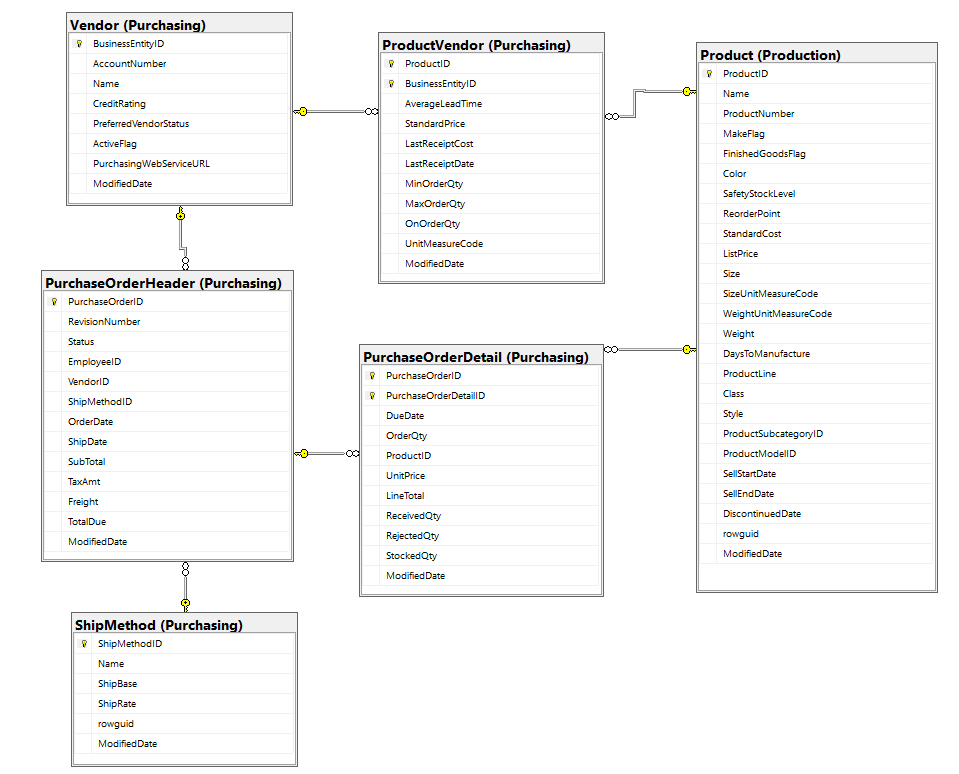 Vendor (Purchasing)
BusinessEntityID
AccountNumber
Name
CreditRating
PreferredVendorStatus
ActiveFlag
PurchasingWebServiceURL
ModifiedDate
ProductVendor (Purchasing)
ProductID
BusinessEntityID
AverageLeadTime
StandardPrice
LastReceiptCost
LastReceiptDate
MinOrderQty
MaxOrderQty
OnOrderQty
UnitMeasureCode
ModifiedDate
Product (Production)
ProductID
Name
ProductNumber
MakeFlag
FinishedGoodsFlag
Color
SafetyStockLevel
ReorderPoint
StandardCost
ListPrice
Size
SizeUnitMeasureCode
WeightUnitMeasureCode
Weight
DaysToManufacture
ProductLine
Class
Style
ProductSubcategoryID
ProductModelID
SellStartDate
SellEndDate
DiscontinuedDate
rowguid
ModifiedDate
PurchaseOrderHeader (Purchasing)
PurchaseOrderID
RevisionNumber
Status
EmployeeID
VendorID
ShipMethodID
OrderDate
ShipDate
SubTotal
TaxAmt
Freight
TotalDue
ModifiedDate
PurchaseOrderDetail (Purchasing)
PurchaseOrderID
PurchaseOrderDetailID
DueDate
OrderQty
ProductID
UnitPrice
LineTotal
ReceivedQty
RejectedQty
StockedQty
ModifiedDate
ShipMethod (Purchasing)
ShipMethodID
Name
ShipBase
ShipRate
rowguid
ModifiedDate